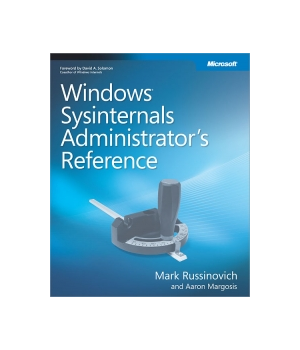 Microsoft
Foreword by David A. Solomon
Coauthor of Windows Internals
Windows®
Sysinternals
Administrator's
Reference
Mark Russinovich
and Aaron Margosis